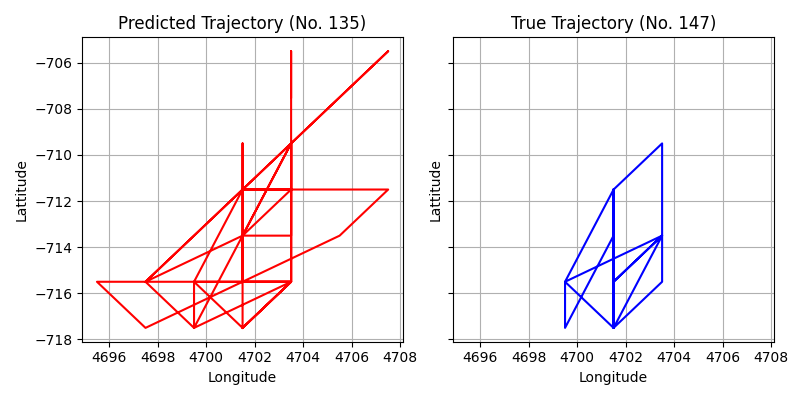 Predicted Trajectory (No. 135)
True Trajectory (No. 147)
−706
−708
−710
−712
−714
−716
−718
Lattitude
Lattitude
4696 4698 4700 4702 4704 4706 4708
4696 4698 4700 4702 4704 4706 4708
Longitude
Longitude